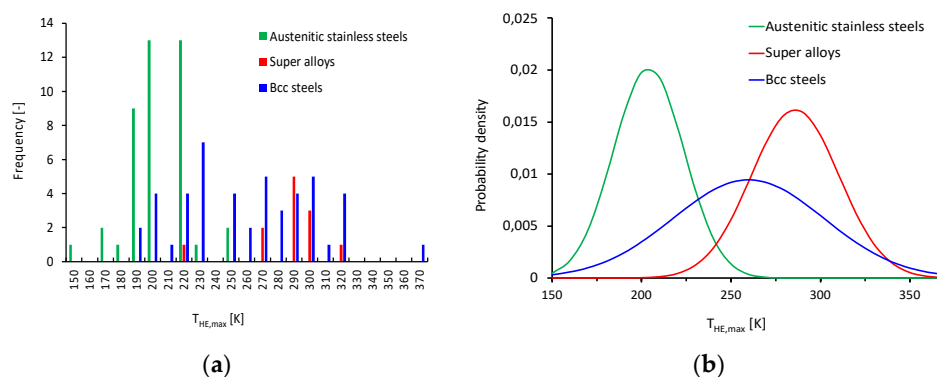 14
12
10
8
6
4
2
0
Frequency [-]
Austenitic stainless steels
Super alloys
Bcc steels
150 170 180 190 200 210 220 230 250 260 270 280 290 300 310 320 330 340 350 360 370
T_HE,max [K]
(a)
0,025
0,02
0,015
0,01
0,005
0
Probability density
Austenitic stainless steels
Super alloys
Bcc steels
150 200 250 300 350
T_HE,max [K]
(b)